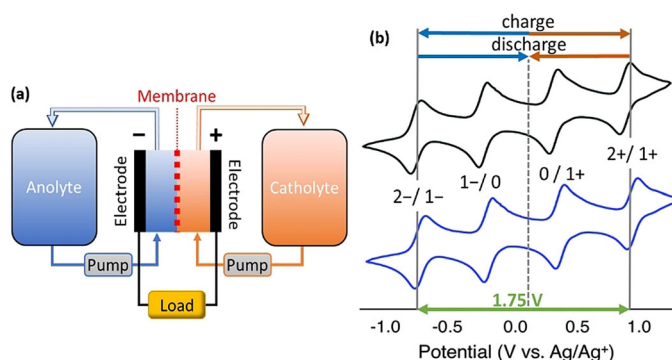 (a)
Membrane
−
+
Anolyte
Electrode
Electrode
Catholyte
Pump
Pump
Load
(b)
charge
discharge
2−/ 1−
1−/ 0
0 / 1+
2+/ 1+
1.75 V
-1.0 -0.5 0.0 0.5 1.0
Potential (V vs. Ag/Ag⁺)